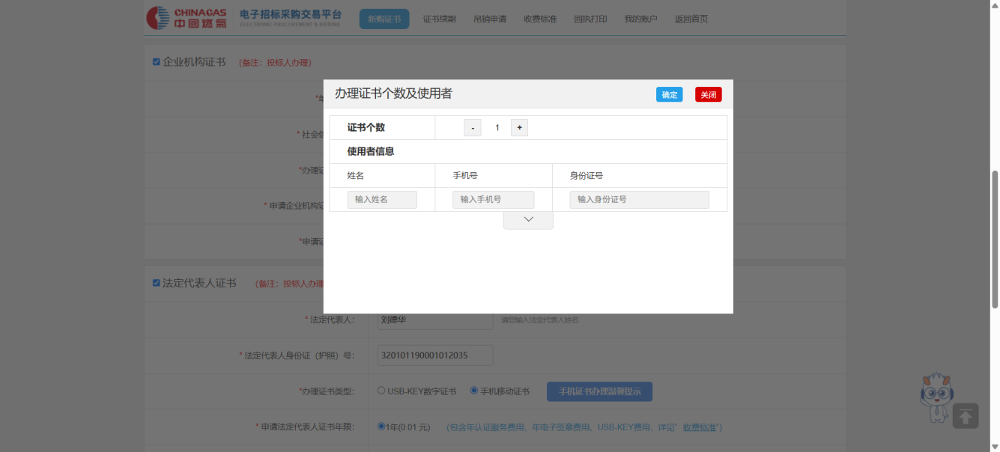 CHINAGAS
中国燃气
电子招标采购交易平台
ELECTRONIC PROCUREMENT & BIDDING
新购证书 证书续期 吊销申请 收费标准 回执打印 我的账户 返回首页
企业机构证书 (备注：投标人办理)
办理证书个数及使用者 确定 关闭
*单
* 社会信
*办理证
* 申请企业机构证
*申请证
证书个数 - 1 +
使用者信息
姓名 手机号 身份证号
输入姓名 输入手机号 输入身份证号
法定代表人证书 (备注：投标人办理
* 法定代表人： 刘德华 请您输入法定代表人姓名
* 法定代表人身份证（护照）号： 320101190001012035
*办理证书类型： USB-KEY数字证书 手机移动证书 手机证书办理温馨提示
* 申请法定代表人证书年限： 1年(0.01 元) (包含年认证服务费用、年电子签章费用、USB-KEY费用，详见" 收费标准")